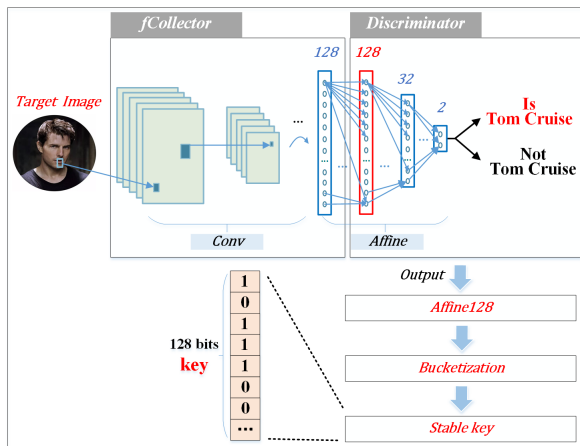 fCollector
Discriminator
Target Image
128
128
32
2
Is
Tom Cruise
Not
Tom Cruise
...
...
...
...
...
...
Conv
Affine
Output
Affine128
Bucketization
Stable key
128 bits
key
1
0
1
1
1
0
0
...